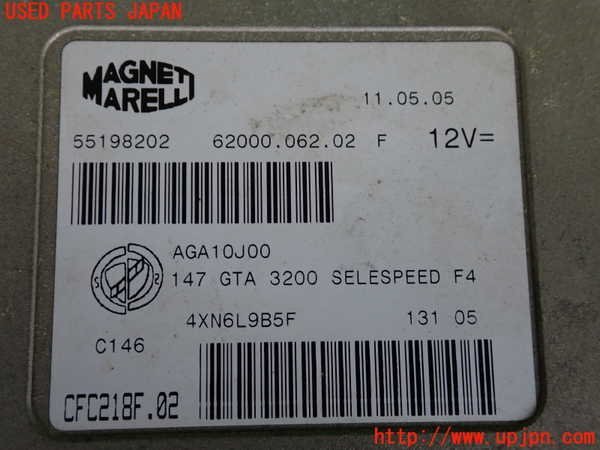 USED PARTS JAPAN
MAGNETI
MARELLI
11.05.05
55198202 62000.062.02 F 12V=
AGA10J00
147 GTA 3200 SELESPEED F4
4XN6L9B5F 131 05
C146
CFC218F.02
http://www.upjpn.com/